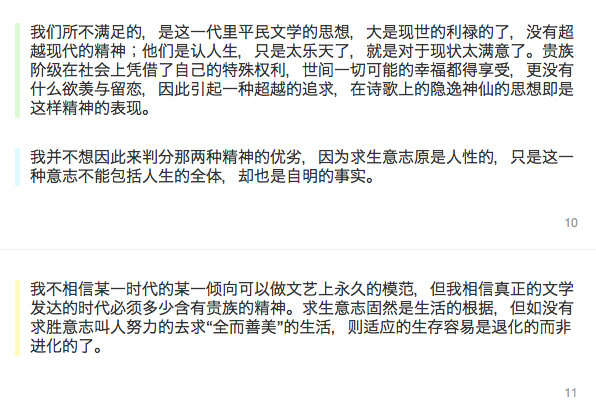 我们所不满足的，是这一代里平民文学的思想，大是现世的利禄的了，没有超
越现代的精神；他们是认人生，只是太乐天了，就是对于现状太满意了。贵族
阶级在社会上凭借了自己的特殊权利，世间一切可能的幸福都得享受，更没有
什么欲羡与留恋，因此引起一种超越的追求，在诗歌上的隐逸神仙的思想即是
这样精神的表现。
我并不想因此来判分那两种精神的优劣，因为求生意志原是人性的，只是这一
种意志不能包括人生的全体，却也是自明的事实。
10
我不相信某一时代的某一倾向可以做文艺上永久的模范，但我相信真正的文学
发达的时代必须多少含有贵族的精神。求生意志固然是生活的根据，但如没有
求胜意志叫人努力的去求“全而善美”的生活，则适应的生存容易是退化的而非
进化的了。
11